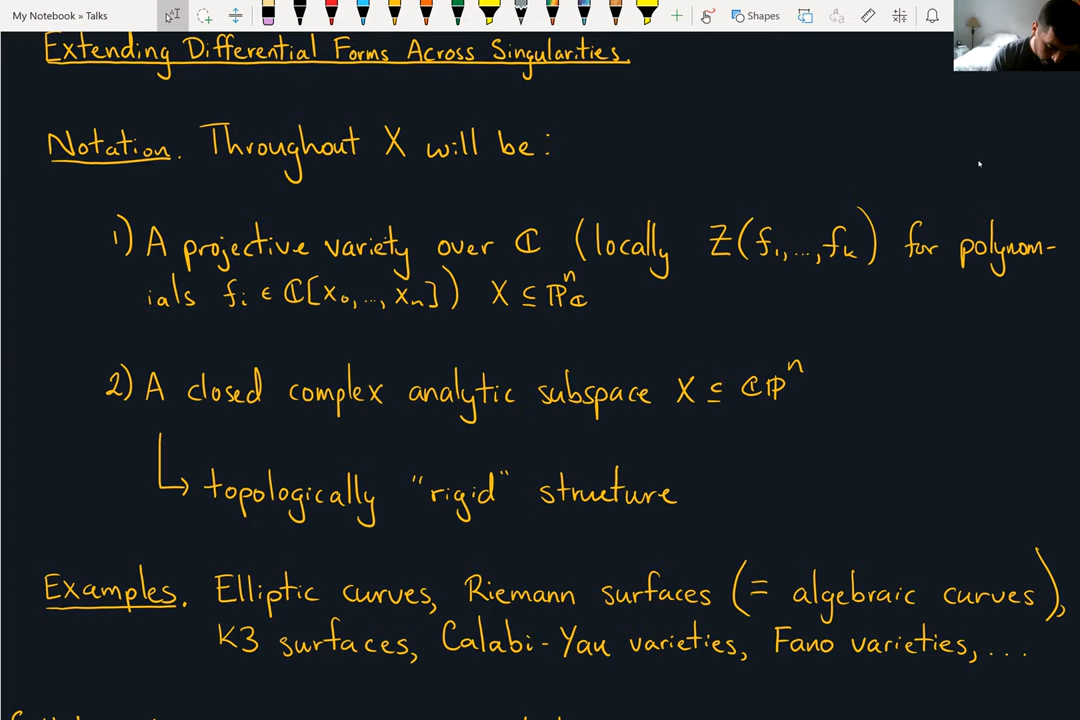 My Notebook » Talks
Shapes
Extending Differential Forms Across Singularities.
Notation. Throughout X will be:
1) A projective variety over ℂ (locally Z(f₁,...,fₖ) for polynom-
ials fᵢ ∈ ℂ[x₀,...,xₙ]) X ⊆ ℙⁿ_ℂ
2) A closed complex analytic subspace X ⊆ ℂℙⁿ
↳ topologically "rigid" structure
Examples. Elliptic curves, Riemann surfaces (= algebraic curves),
K3 surfaces, Calabi-Yau varieties, Fano varieties, ...